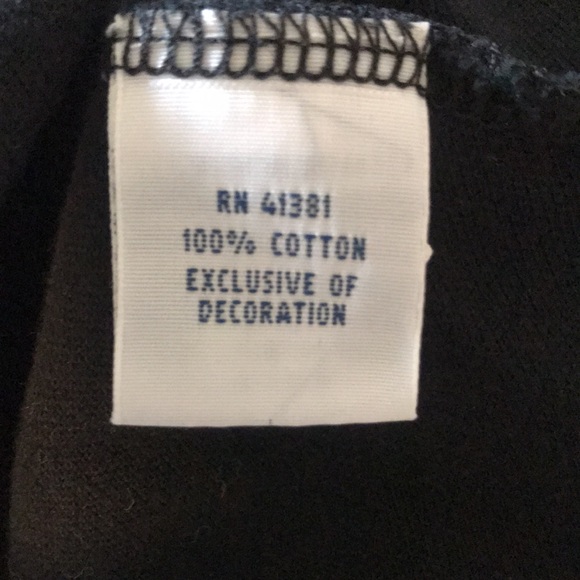 RN 41381
100% COTTON
EXCLUSIVE OF
DECORATION